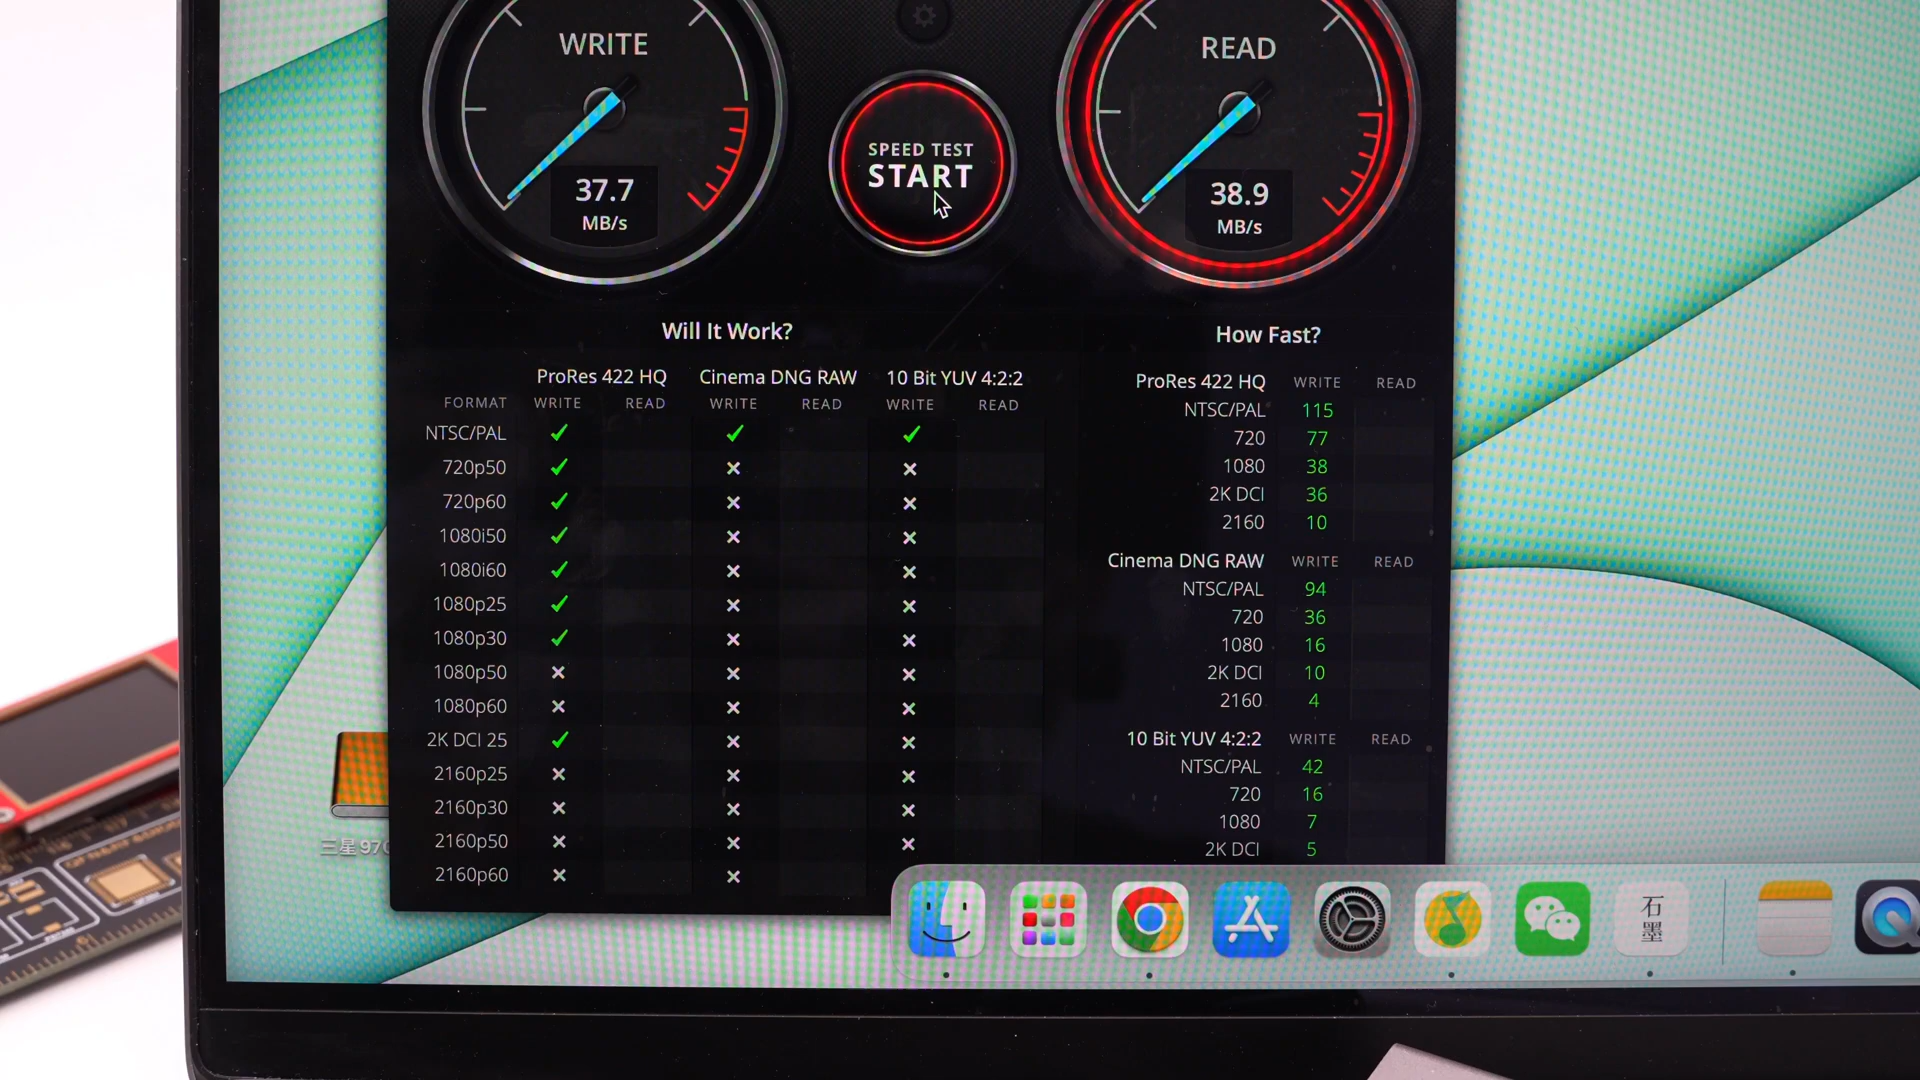 WRITE
READ
SPEED TEST
START
37.7
MB/s
38.9
MB/s
Will It Work?
ProRes 422 HQ Cinema DNG RAW 10 Bit YUV 4:2:2
FORMAT WRITE READ WRITE READ WRITE READ
NTSC/PAL ✓ ✓ ✓
720p50 ✓ × ×
720p60 ✓ × ×
1080i50 ✓ × ×
1080i60 ✓ × ×
1080p25 ✓ × ×
1080p30 ✓ × ×
1080p50 × × ×
1080p60 × × ×
2K DCI 25 ✓ × ×
2160p25 × × ×
2160p30 × × ×
2160p50 × × ×
2160p60 × ×
How Fast?
ProRes 422 HQ WRITE READ
NTSC/PAL 115
720 77
1080 38
2K DCI 36
2160 10
Cinema DNG RAW WRITE READ
NTSC/PAL 94
720 36
1080 16
2K DCI 10
2160 4
10 Bit YUV 4:2:2 WRITE READ
NTSC/PAL 42
720 16
1080 7
2K DCI 5
三星970
石
墨